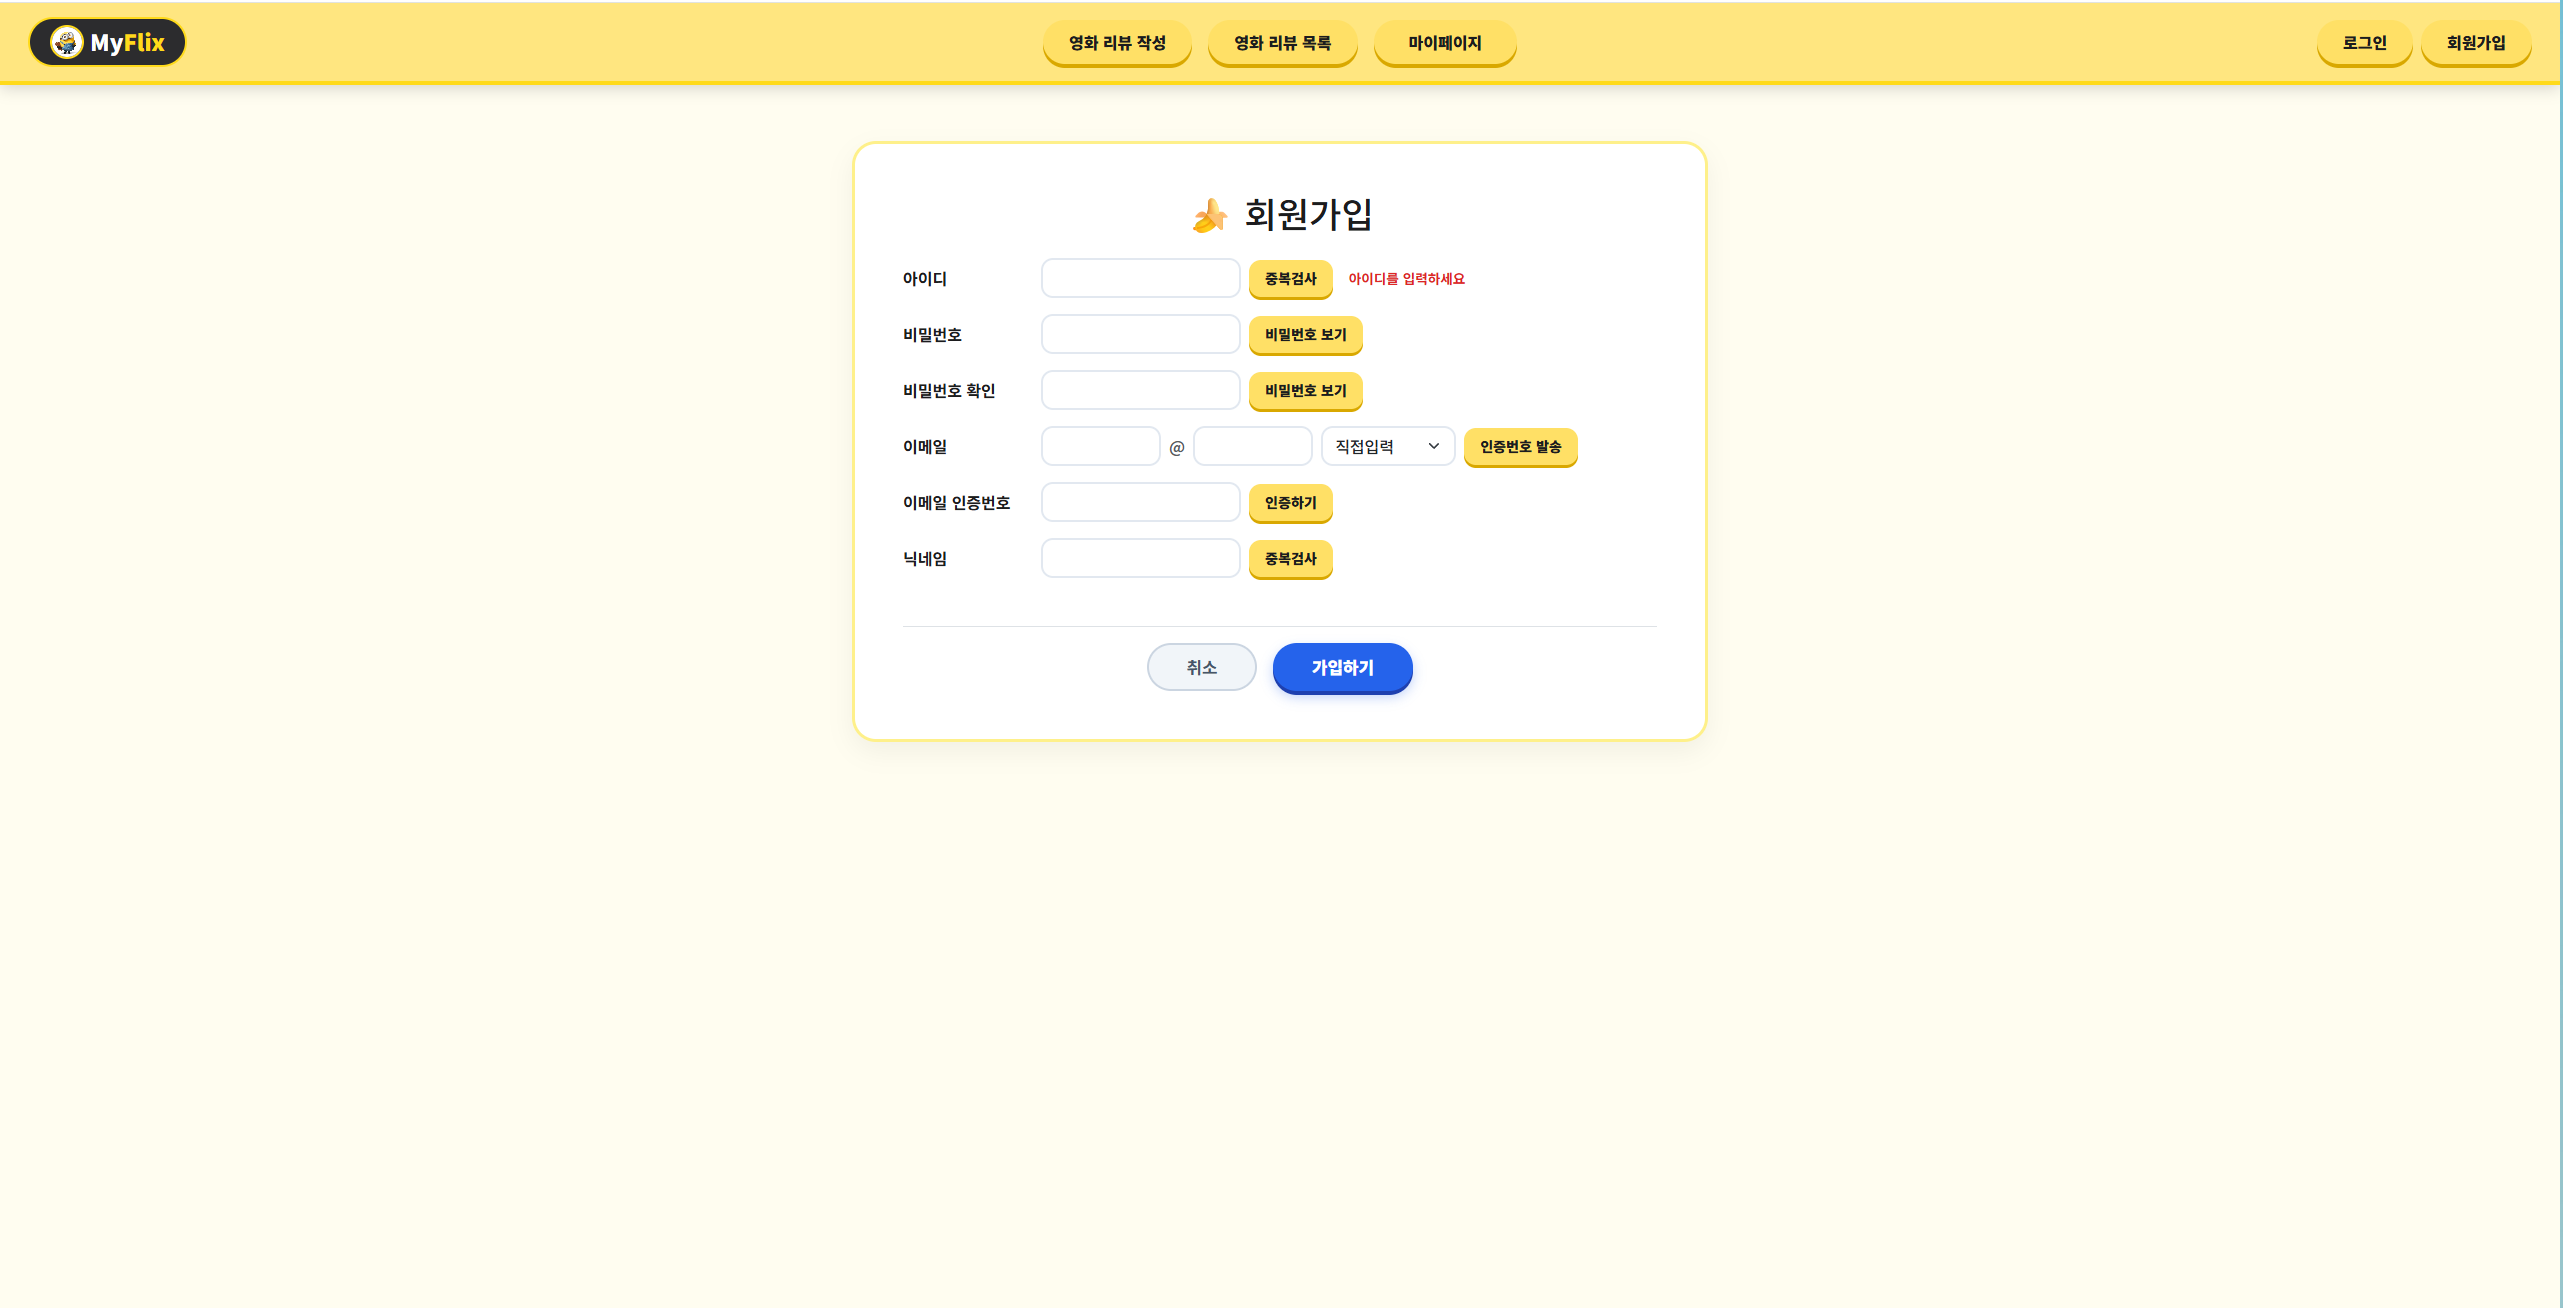 MyFlix
영화 리뷰 작성
영화 리뷰 목록
마이페이지
로그인
회원가입
회원가입
아이디
중복검사
아이디를 입력하세요
비밀번호
비밀번호 보기
비밀번호 확인
비밀번호 보기
이메일
@
직접입력
인증번호 발송
이메일 인증번호
인증하기
닉네임
중복검사
취소
가입하기